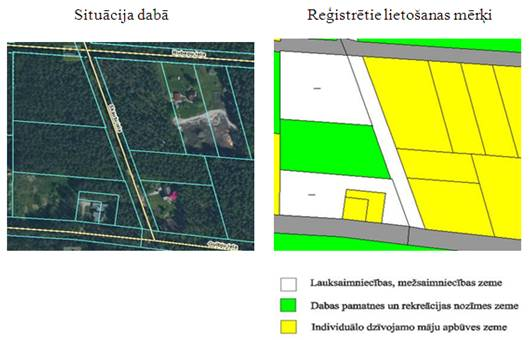 Situācija dabā
Reģistrētie lietošanas mērķi
Lauksaimniecības, mežsaimniecības zeme
Dabas pamatnes un rekreācijas nozīmes zeme
Individuālo dzīvojamo māju apbūves zeme